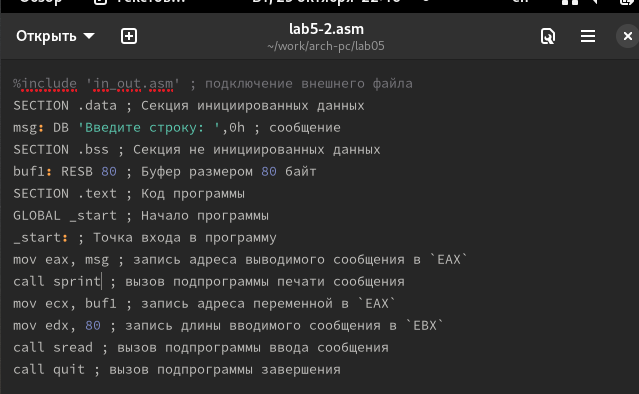 Открыть
lab5-2.asm
~/work/arch-pc/lab05
%include 'in_out.asm' ; подключение внешнего файла
SECTION .data ; Секция инициированных данных
msg: DB 'Введите строку: ',0h ; сообщение
SECTION .bss ; Секция не инициированных данных
buf1: RESB 80 ; Буфер размером 80 байт
SECTION .text ; Код программы
GLOBAL _start ; Начало программы
_start: ; Точка входа в программу
mov eax, msg ; запись адреса выводимого сообщения в `EAX`
call sprint ; вызов подпрограммы печати сообщения
mov ecx, buf1 ; запись адреса переменной в `EAX`
mov edx, 80 ; запись длины вводимого сообщения в `EBX`
call sread ; вызов подпрограммы ввода сообщения
call quit ; вызов подпрограммы завершения